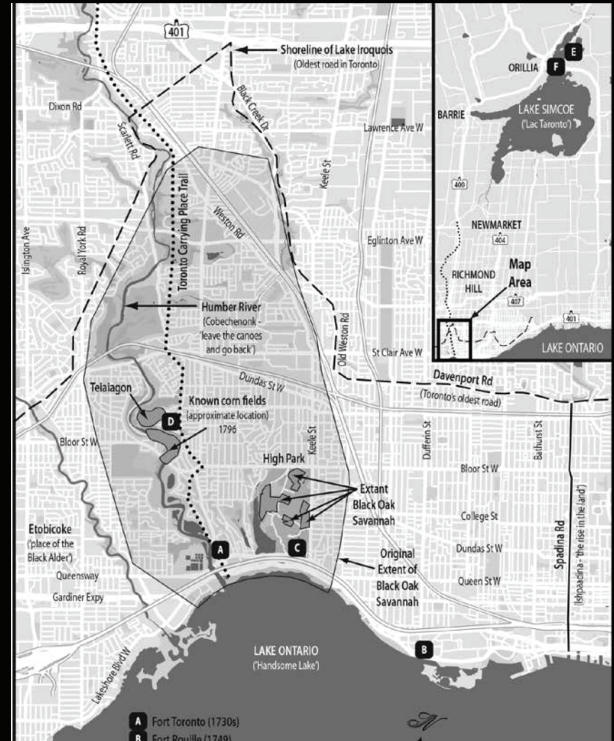 401
Shoreline of Lake Iroquois
(Oldest road in Toronto)
Dixon Rd
Scarlett Rd
Black Creek Dr
Lawrence Ave W
Keele St
Islington Ave
Royal York Rd
Toronto Carrying Place Trail
Weston Rd
Eglinton Ave W
Humber River
(Cobechenonk -
'leave the canoes
and go back')
Old Weston Rd
St Clair Ave W
Davenport Rd
(Toronto's oldest road)
Dundas St W
Teiaiagon
D
Known corn fields
(approximate location)
1796
Bloor St W
High Park
Keele St
Dufferin St
Bathurst St
Bloor St W
Extant
Black Oak
Savannah
College St
Etobicoke
('place of the
Black Alder')
A
C
Original
Extent of
Black Oak
Savannah
Dundas St W
Queen St W
Spadina Rd
(Ishpaadina -'the rise in the land')
Queensway
Gardiner Expy
Lakeshore Blvd W
LAKE ONTARIO
('Handsome Lake')
B
A Fort Toronto (1730s)
B Fort Rouille (1749)
N
E
F
ORILLIA
BARRIE
LAKE SIMCOE
('Lac Taronto')
400
NEWMARKET
404
RICHMOND
HILL
Map
Area
407
401
LAKE ONTARIO